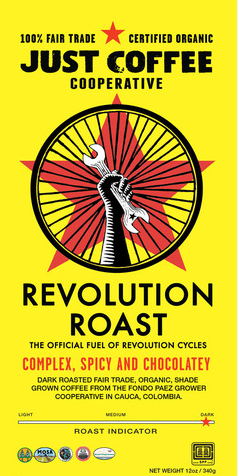 100% FAIR TRADE ★ CERTIFIED ORGANIC
JUST COFFEE
COOPERATIVE
REVOLUTION
ROAST
THE OFFICIAL FUEL OF REVOLUTION CYCLES
COMPLEX, SPICY AND CHOCOLATEY
DARK ROASTED FAIR TRADE, ORGANIC, SHADE
GROWN COFFEE FROM THE FONDO PAEZ GROWER
COOPERATIVE IN CAUCA, COLOMBIA.
LIGHT MEDIUM DARK
ROAST INDICATOR
MOSA
SPP
NET WEIGHT 12oz / 340g